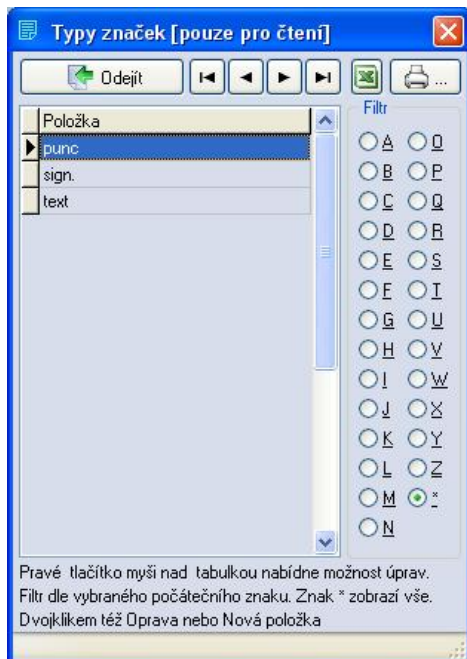 Typy značek [pouze pro čtení]
Odejít ...
Položka
punc
sign.
text
Filtr
A O
B P
C Q
D R
E S
F T
G U
H V
I W
J X
K Y
L Z
M *
N
Pravé tlačítko myši nad tabulkou nabídne možnost úprav.
Filtr dle vybraného počátečního znaku. Znak * zobrazí vše.
Dvojklikem též Oprava nebo Nová položka